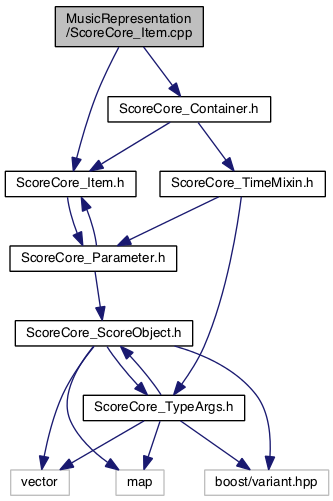 MusicRepresentation
/ScoreCore_Item.cpp
ScoreCore_Container.h
ScoreCore_Item.h
ScoreCore_TimeMixin.h
ScoreCore_Parameter.h
ScoreCore_ScoreObject.h
ScoreCore_TypeArgs.h
vector
map
boost/variant.hpp